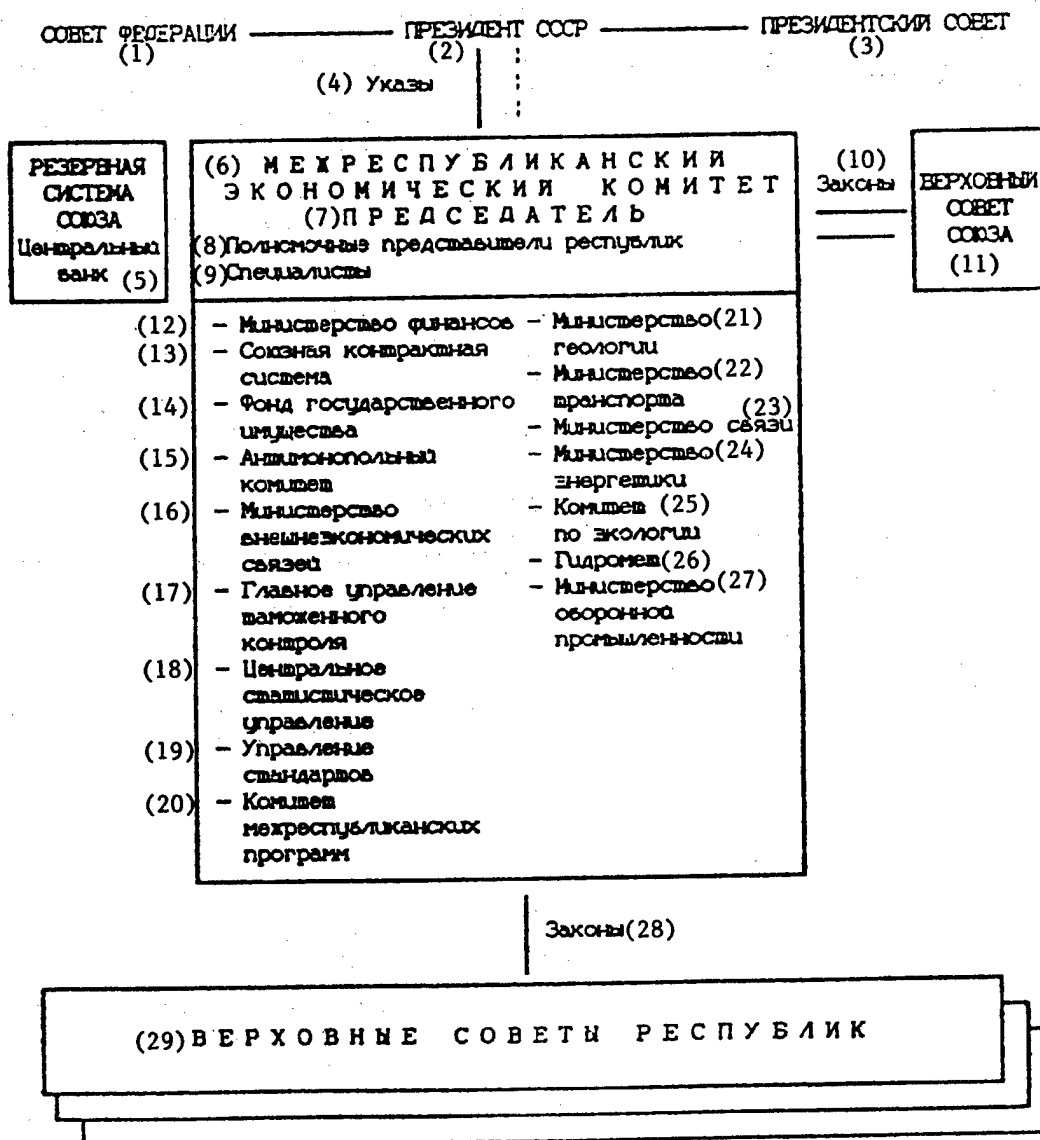 СОВЕТ ФЕДЕРАЦИИ ПРЕЗИДЕНТ СССР ПРЕЗИДЕНТСКИЙ СОВЕТ
(1) (2) (3)
(4) Указы
РЕЗЕРВНАЯ
СИСТЕМА
СОЮЗА
Центральный
банк (5)
(6) МЕЖРЕСПУБЛИКАНСКИЙ
ЭКОНОМИЧЕСКИЙ КОМИТЕТ
(7) ПРЕДСЕДАТЕЛЬ
(8) Полномочные представители республик
(9) Специалисты
(10)
Законы
ВЕРХОВНЫЙ
СОВЕТ
СОЮЗА
(11)
(12) – Министерство финансов
(13) – Союзная контрактная
система
(14) – Фонд государственного
имущества
(15) – Антимонопольный
комитет
(16) – Министерство
внешнеэкономических
связей
(17) – Главное управление
таможенного
контроля
(18) – Центральное
статистическое
управление
(19) – Управление
стандартов
(20) – Комитет
межреспубликанских
программ
– Министерство (21)
геологии
– Министерство (22)
транспорта
(23)
– Министерство связи
– Министерство (24)
энергетики
– Комитет (25)
по экологии
– Гидромет (26)
– Министерство (27)
оборонной
промышленности
Законы (28)
(29) ВЕРХОВНЫЕ СОВЕТЫ РЕСПУБЛИК